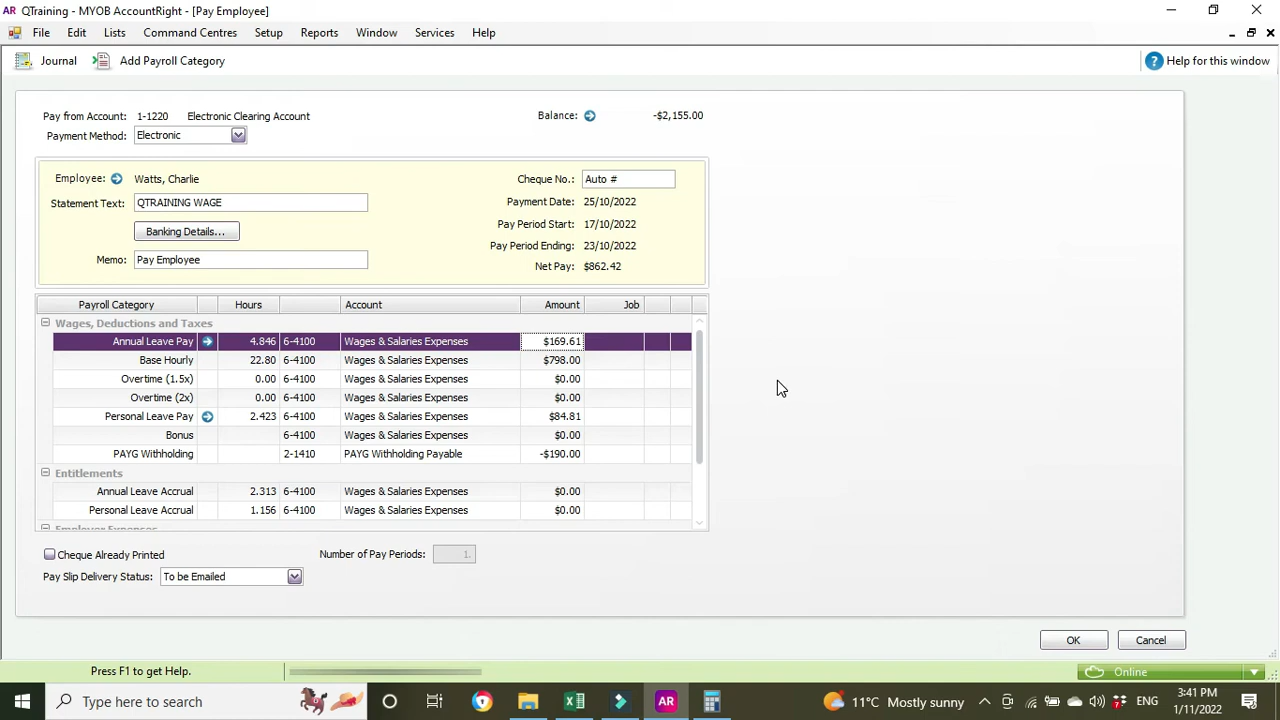 AR QTraining - MYOB AccountRight - [Pay Employee]
File Edit Lists Command Centres Setup Reports Window Services Help
Journal Add Payroll Category ? Help for this window
Pay from Account: 1-1220 Electronic Clearing Account Balance: -$2,155.00
Payment Method: Electronic
Employee: Watts, Charlie Cheque No.: Auto #
Statement Text: QTRAINING WAGE Payment Date: 25/10/2022
Pay Period Start: 17/10/2022
Banking Details...
Pay Period Ending: 23/10/2022
Memo: Pay Employee Net Pay: $862.42
Payroll Category Hours Account Amount Job
Wages, Deductions and Taxes
Annual Leave Pay 4.846 6-4100 Wages & Salaries Expenses $169.61
Base Hourly 22.80 6-4100 Wages & Salaries Expenses $798.00
Overtime (1.5x) 0.00 6-4100 Wages & Salaries Expenses $0.00
Overtime (2x) 0.00 6-4100 Wages & Salaries Expenses $0.00
Personal Leave Pay 2.423 6-4100 Wages & Salaries Expenses $84.81
Bonus 6-4100 Wages & Salaries Expenses $0.00
PAYG Withholding 2-1410 PAYG Withholding Payable -$190.00
Entitlements
Annual Leave Accrual 2.313 6-4100 Wages & Salaries Expenses $0.00
Personal Leave Accrual 1.156 6-4100 Wages & Salaries Expenses $0.00
Employer Expenses
Cheque Already Printed Number of Pay Periods: 1.
Pay Slip Delivery Status: To be Emailed
OK Cancel
Press F1 to get Help. Online
Type here to search AR 11°C Mostly sunny ENG 3:41 PM
1/11/2022